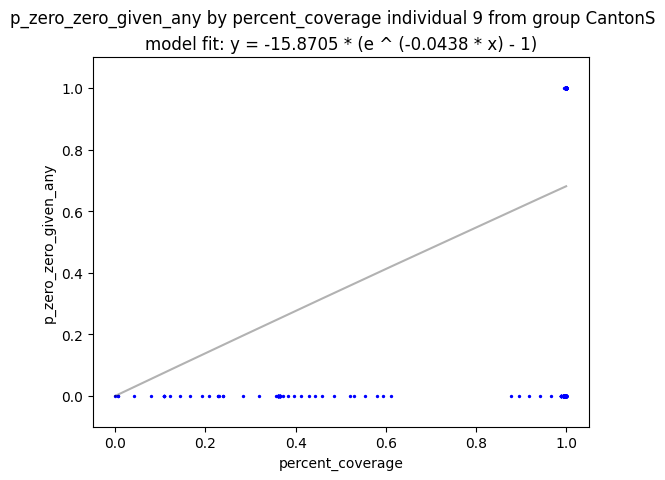 p_zero_zero_given_any by percent_coverage individual 9 from group CantonS
model fit: y = -15.8705 * (e ^ (-0.0438 * x) - 1)
1.0
0.8
0.6
0.4
0.2
0.0
p_zero_zero_given_any
0.0 0.2 0.4 0.6 0.8 1.0
percent_coverage